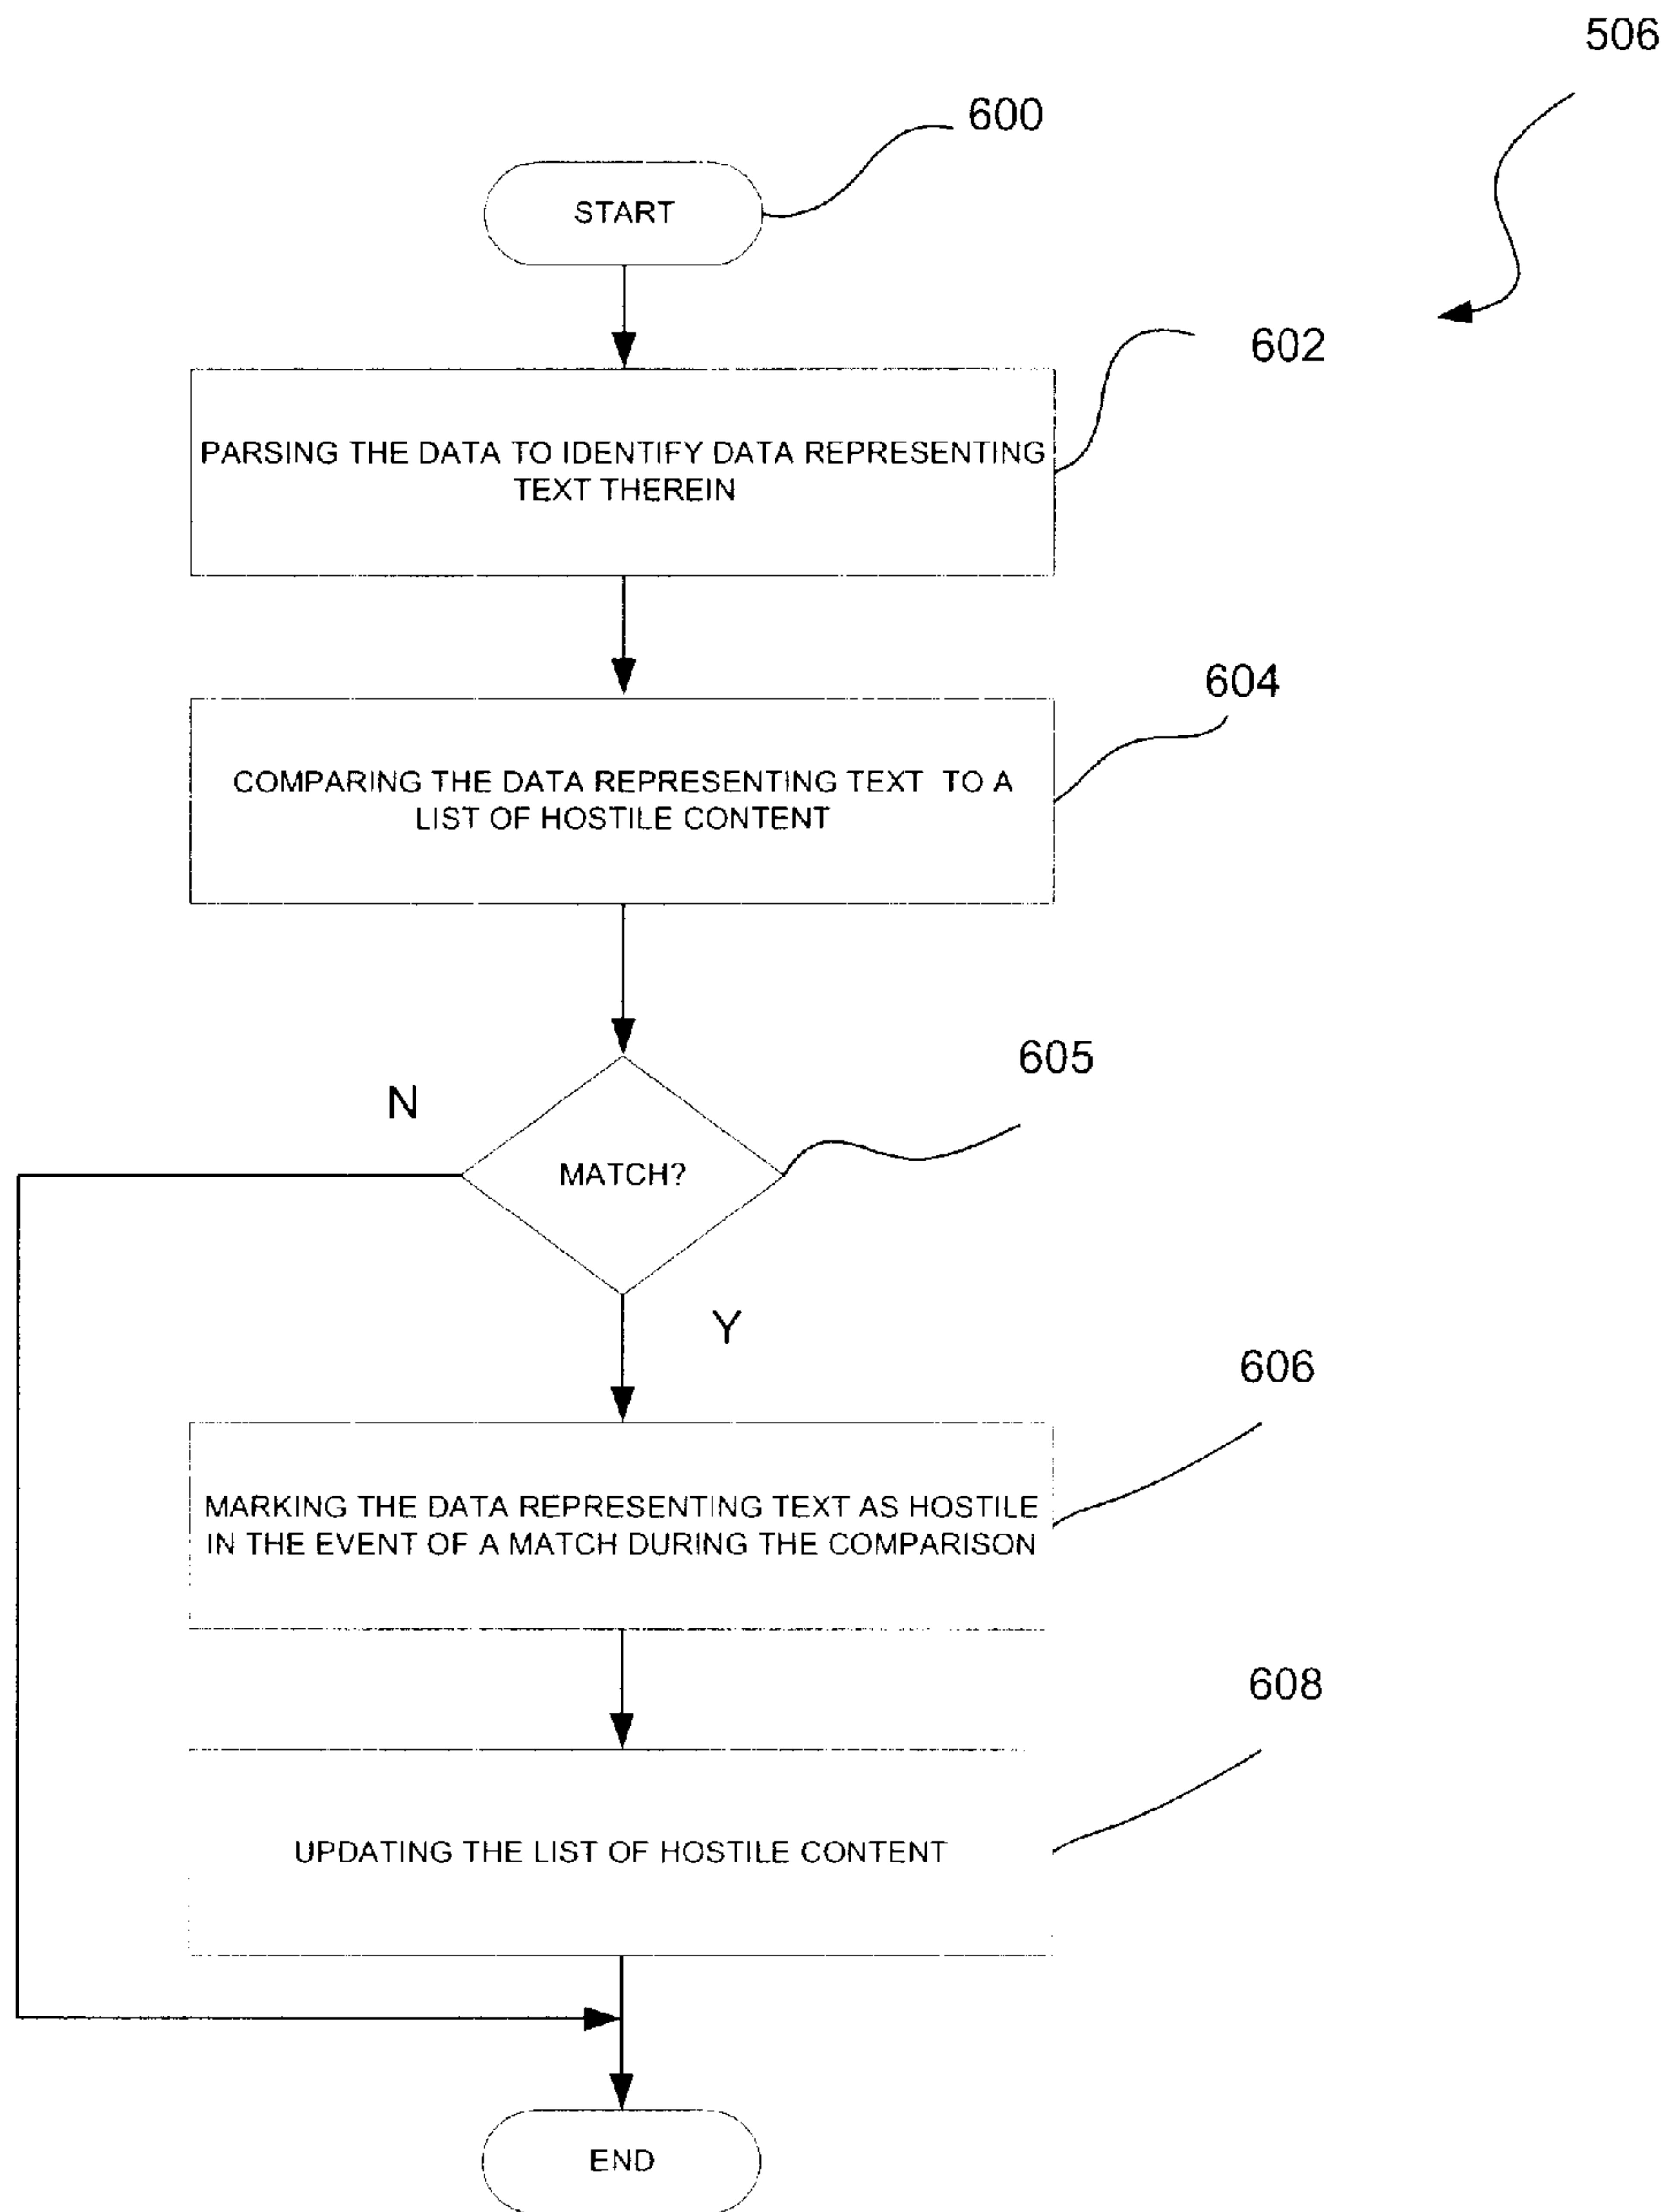 506
600
START
602
PARSING THE DATA TO IDENTIFY DATA REPRESENTING
TEXT THEREIN
604
COMPARING THE DATA REPRESENTING TEXT TO A
LIST OF HOSTILE CONTENT
605
N
MATCH?
Y
606
MARKING THE DATA REPRESENTING TEXT AS HOSTILE
IN THE EVENT OF A MATCH DURING THE COMPARISON
608
UPDATING THE LIST OF HOSTILE CONTENT
END